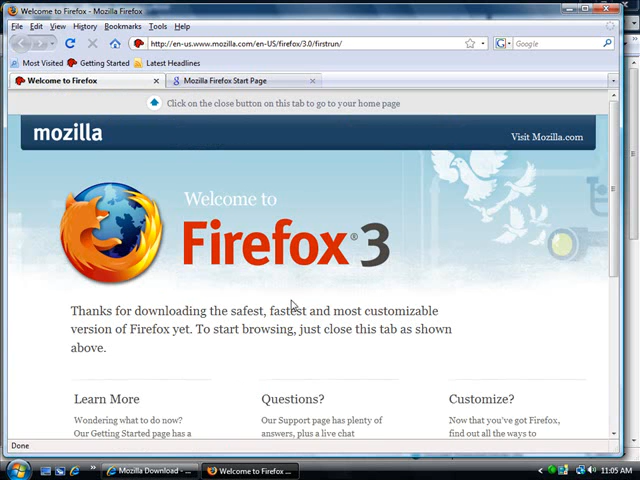 Welcome to Firefox - Mozilla Firefox
File Edit View History Bookmarks Tools Help
http://en-us.www.mozilla.com/en-US/firefox/3.0/firstrun/
Google
Most Visited Getting Started Latest Headlines
Welcome to Firefox
Mozilla Firefox Start Page
Click on the close button on this tab to go to your home page
mozilla
Visit Mozilla.com
Welcome to
Firefox® 3
Thanks for downloading the safest, fastest and most customizable
version of Firefox yet. To start browsing, just close this tab as shown
above.
Learn More
Wondering what to do now?
Our Getting Started page has a
Questions?
Our Support page has plenty of
answers, plus a live chat
Customize?
Now that you've got Firefox,
find out all the ways to
Done
Mozilla Download - ...
Welcome to Firefox ...
11:05 AM